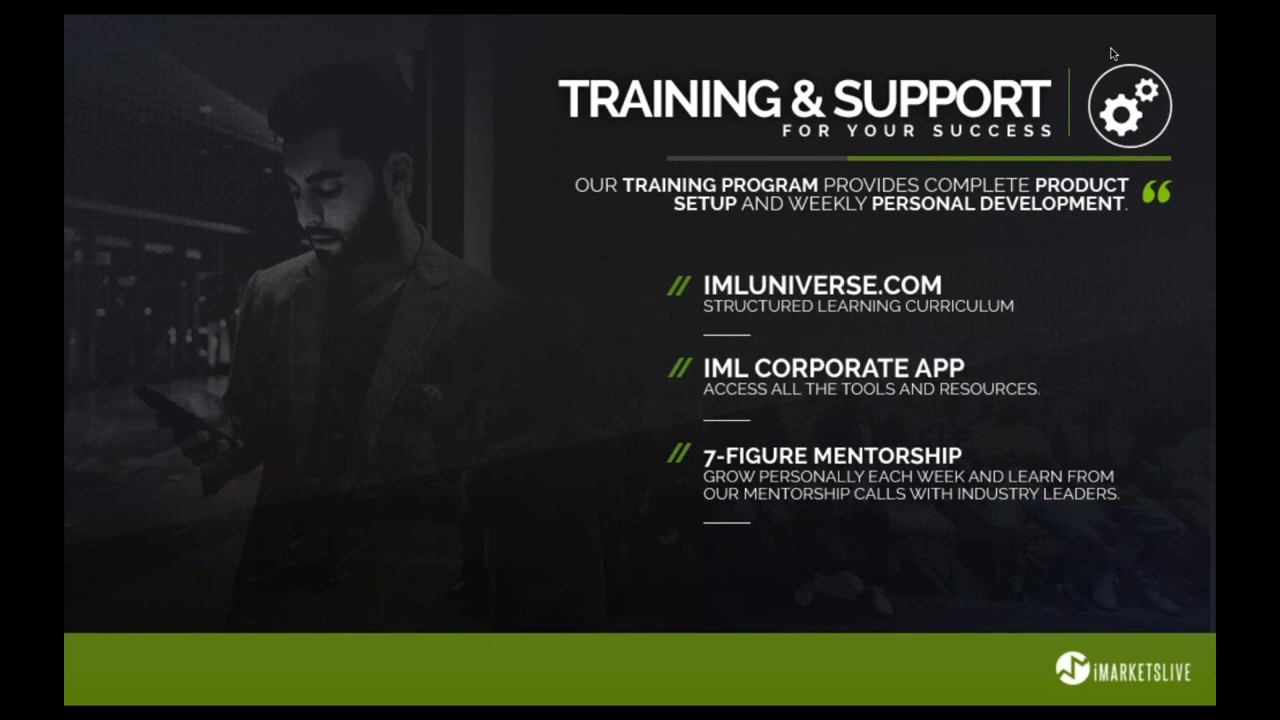 TRAINING & SUPPORT
FOR YOUR SUCCESS
OUR TRAINING PROGRAM PROVIDES COMPLETE PRODUCT
SETUP AND WEEKLY PERSONAL DEVELOPMENT.
IMLUNIVERSE.COM
STRUCTURED LEARNING CURRICULUM
IML CORPORATE APP
ACCESS ALL THE TOOLS AND RESOURCES.
7-FIGURE MENTORSHIP
GROW PERSONALLY EACH WEEK AND LEARN FROM
OUR MENTORSHIP CALLS WITH INDUSTRY LEADERS.
iMARKETSLIVE